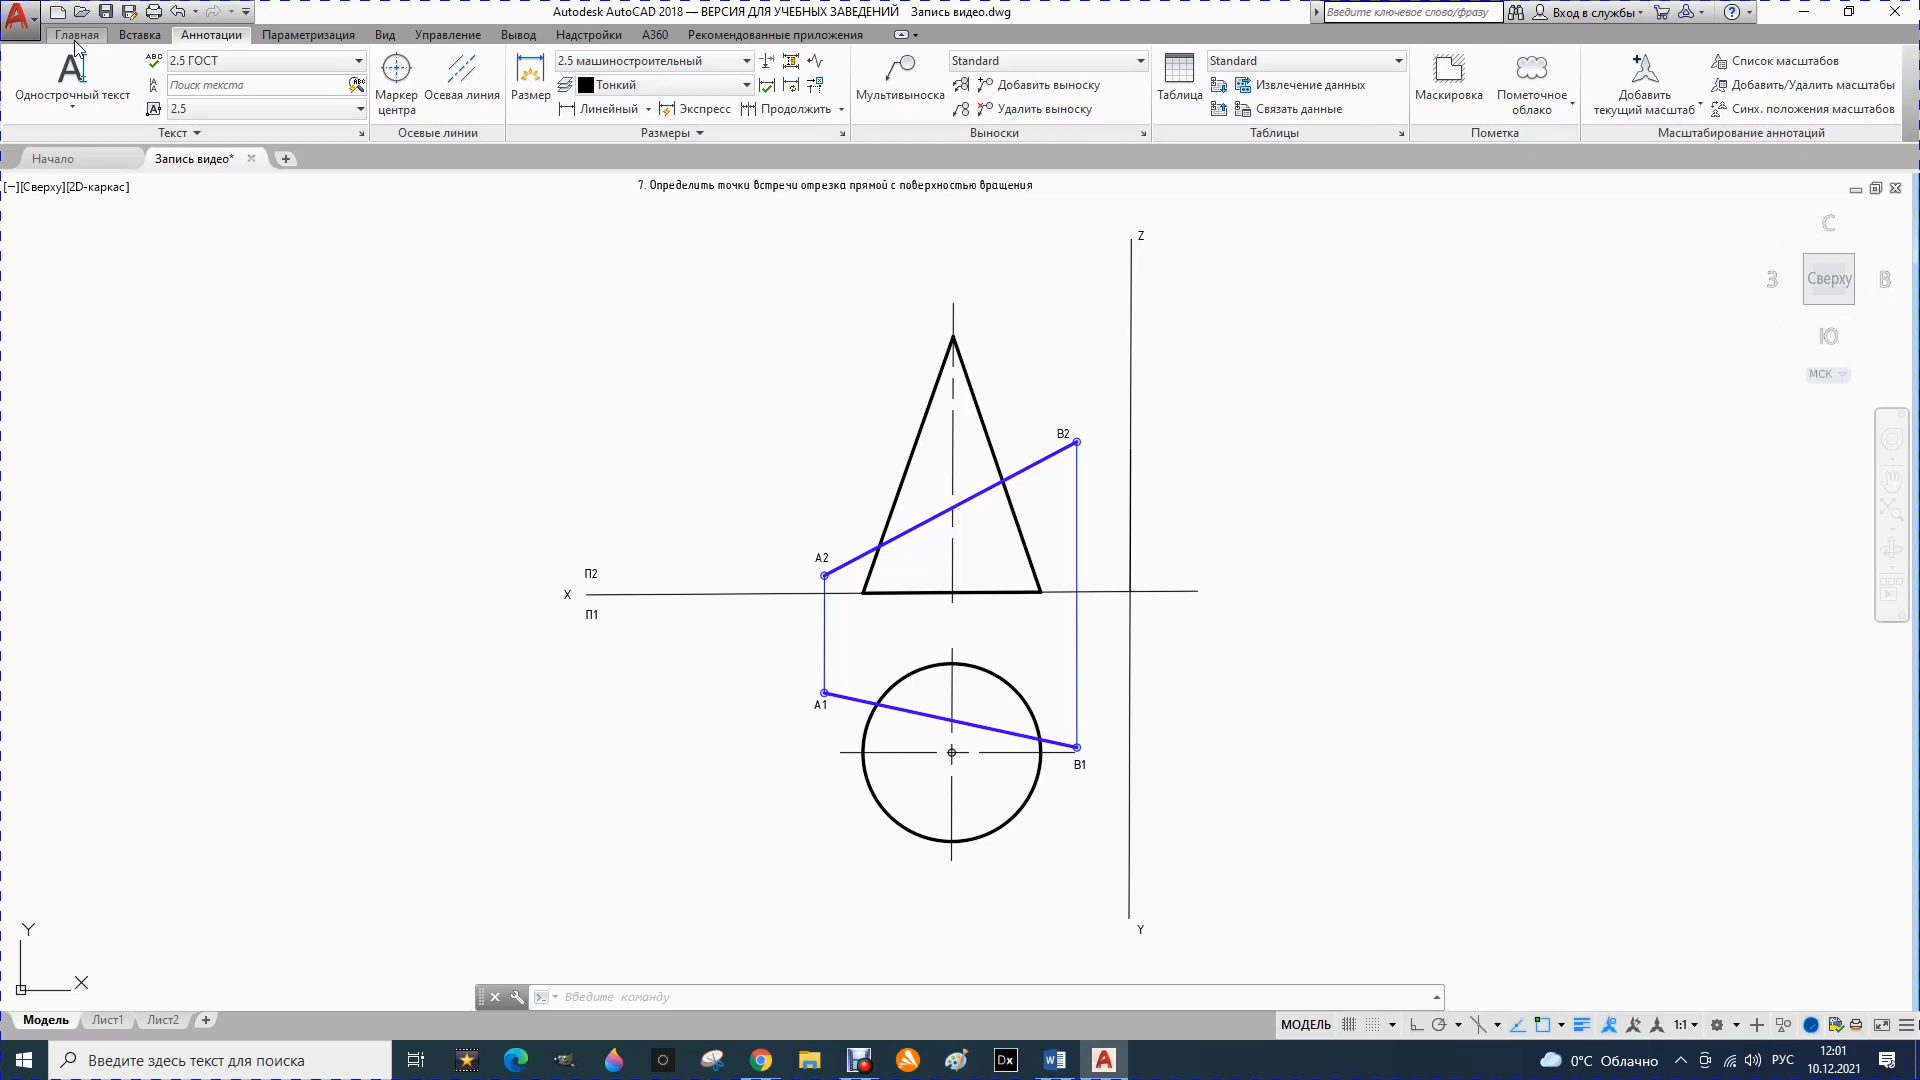 Autodesk AutoCAD 2018 — ВЕРСИЯ ДЛЯ УЧЕБНЫХ ЗАВЕДЕНИЙ Запись видео.dwg
Введите ключевое слово/фразу
Вход в службы
Главная Вставка Аннотации Параметризация Вид Управление Вывод Надстройки A360 Рекомендованные приложения
A
Однострочный текст
ABC
2.5 ГОСТ
Поиск текста
2.5
Маркер центра
Осевая линия
Размер
2.5 машиностроительный
Тонкий
Линейный Экспресс Продолжить
Мультивыноска
Standard
Добавить выноску
Удалить выноску
Таблица
Standard
Извлечение данных
Связать данные
Маскировка
Пометочное облако
Добавить текущий масштаб
Список масштабов
Добавить/Удалить масштабы
Синх. положения масштабов
Текст Осевые линии Размеры Выноски Таблицы Пометка Масштабирование аннотаций
Начало Запись видео*
[−][Сверху][2D-каркас]
7. Определить точки встречи отрезка прямой с поверхностью вращения
Z
С
З Сверху В
Ю
МСК
B2
A2
П2
X
П1
A1
B1
Y
Y
X
Введите команду
Модель Лист1 Лист2
МОДЕЛЬ
1:1
Введите здесь текст для поиска
Dx
0°C Облачно
РУС
12:01
10.12.2021